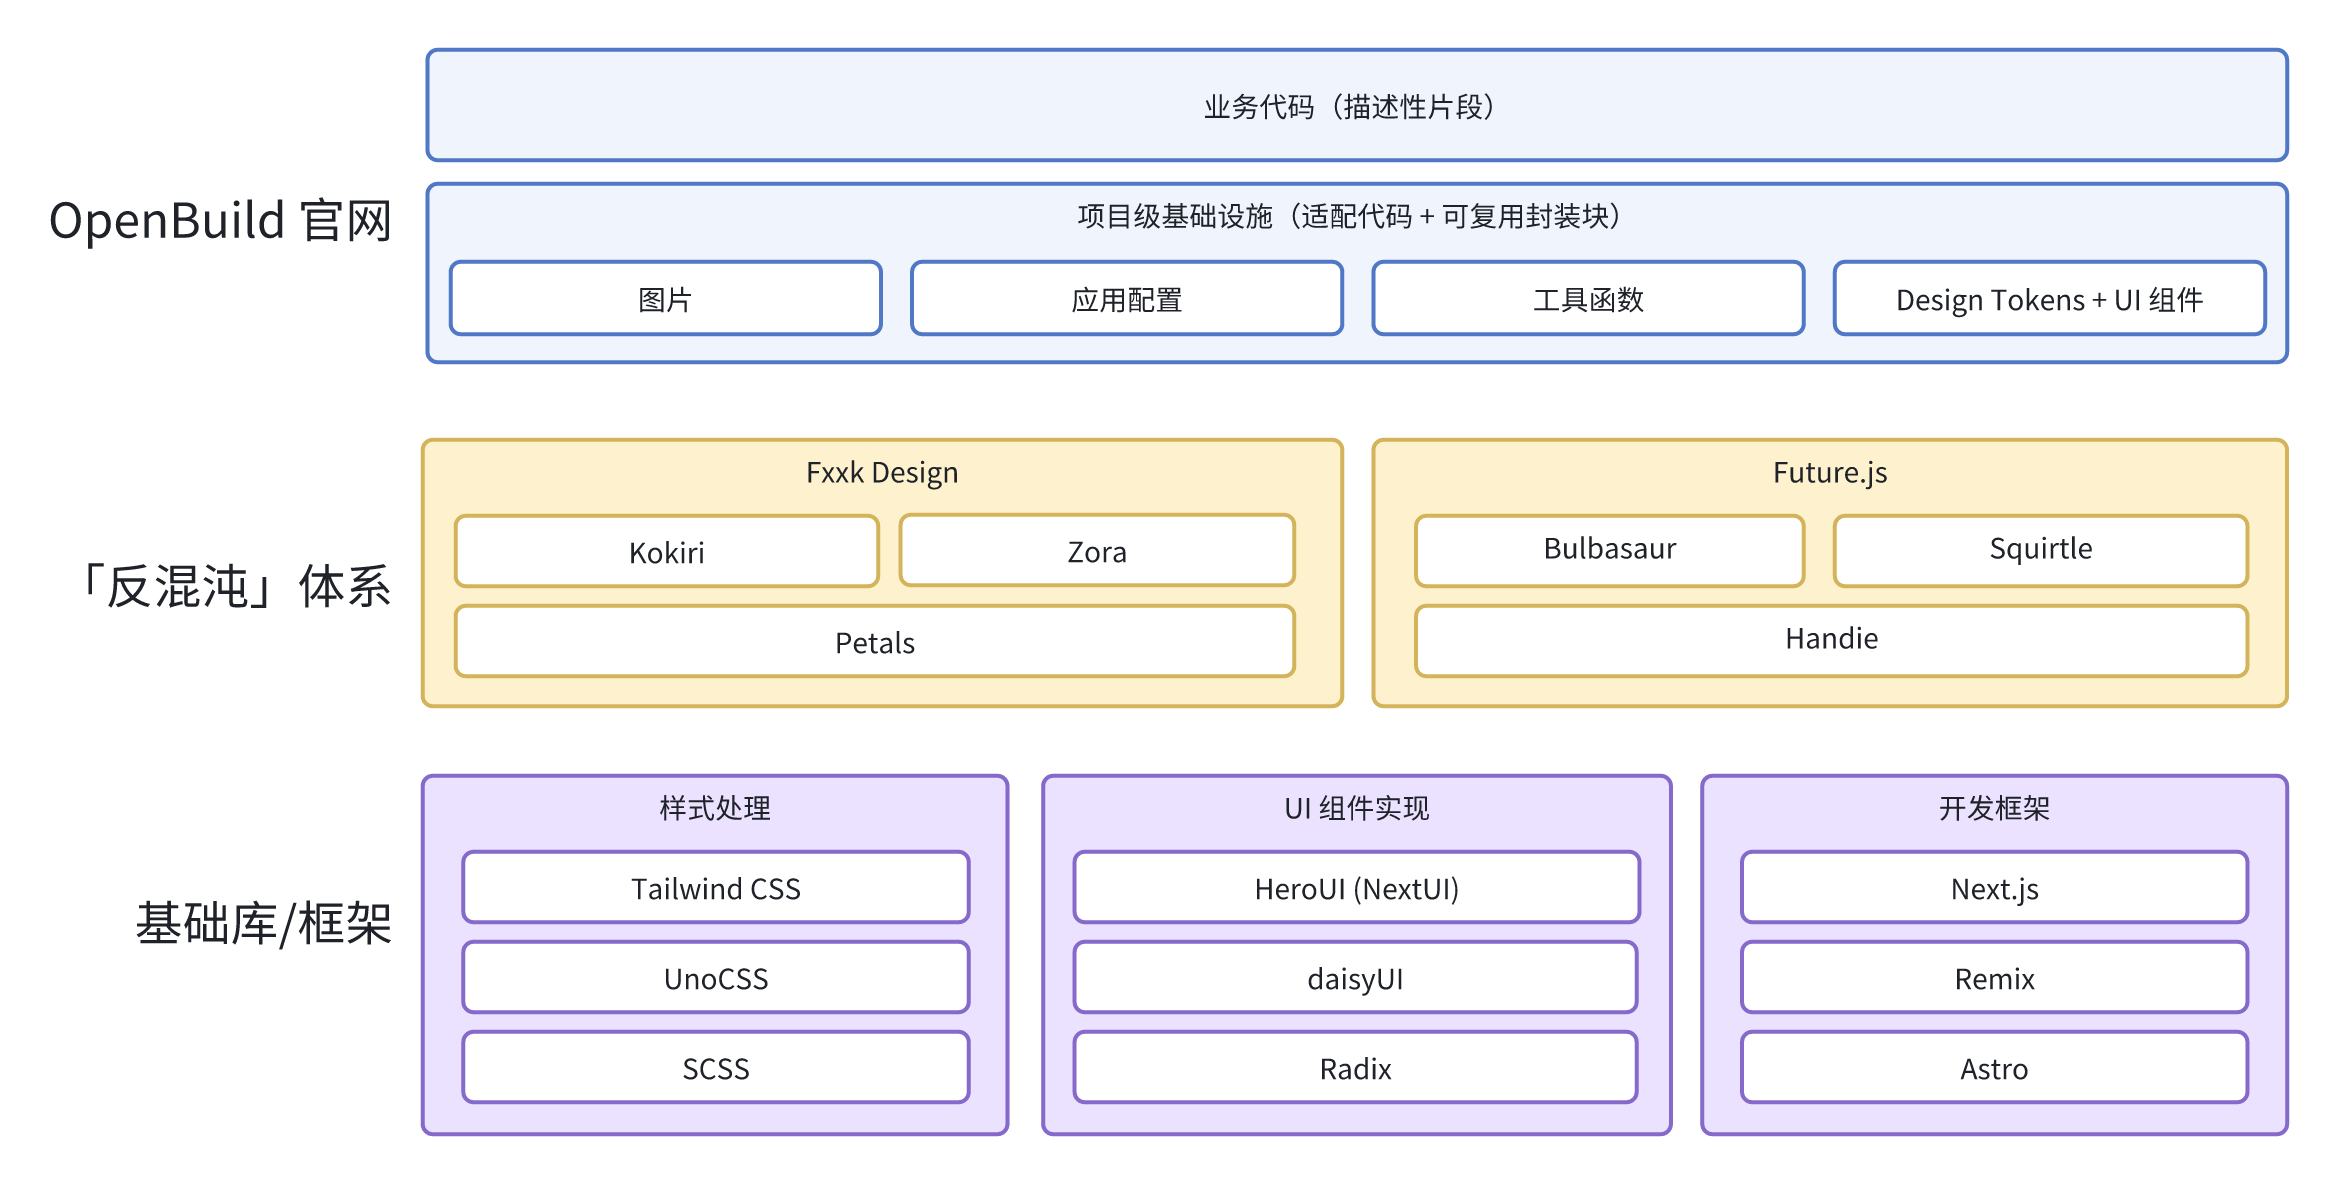 业务代码（描述性片段）
OpenBuild 官网
项目级基础设施（适配代码 + 可复用封装块）
图片
应用配置
工具函数
Design Tokens + UI 组件
「反混沌」体系
Fxxk Design
Kokiri
Zora
Petals
Future.js
Bulbasaur
Squirtle
Handie
基础库/框架
样式处理
Tailwind CSS
UnoCSS
SCSS
UI 组件实现
HeroUI (NextUI)
daisyUI
Radix
开发框架
Next.js
Remix
Astro